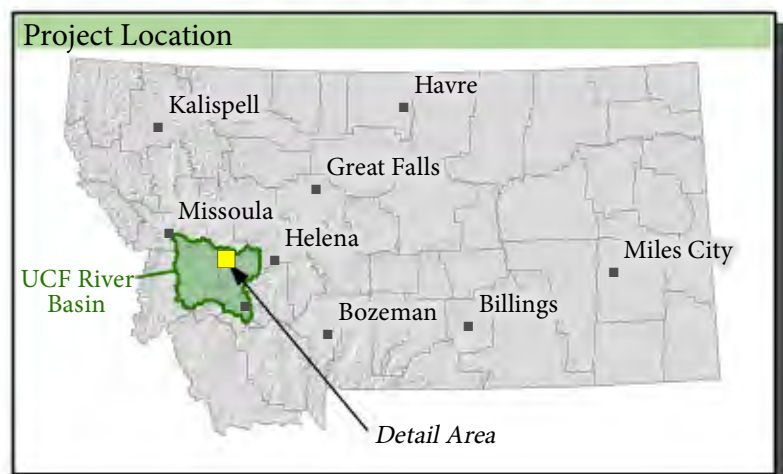 Project Location
Havre
Kalispell
Great Falls
Missoula
Helena
Miles City
UCF River
Basin
Bozeman
Billings
Detail Area